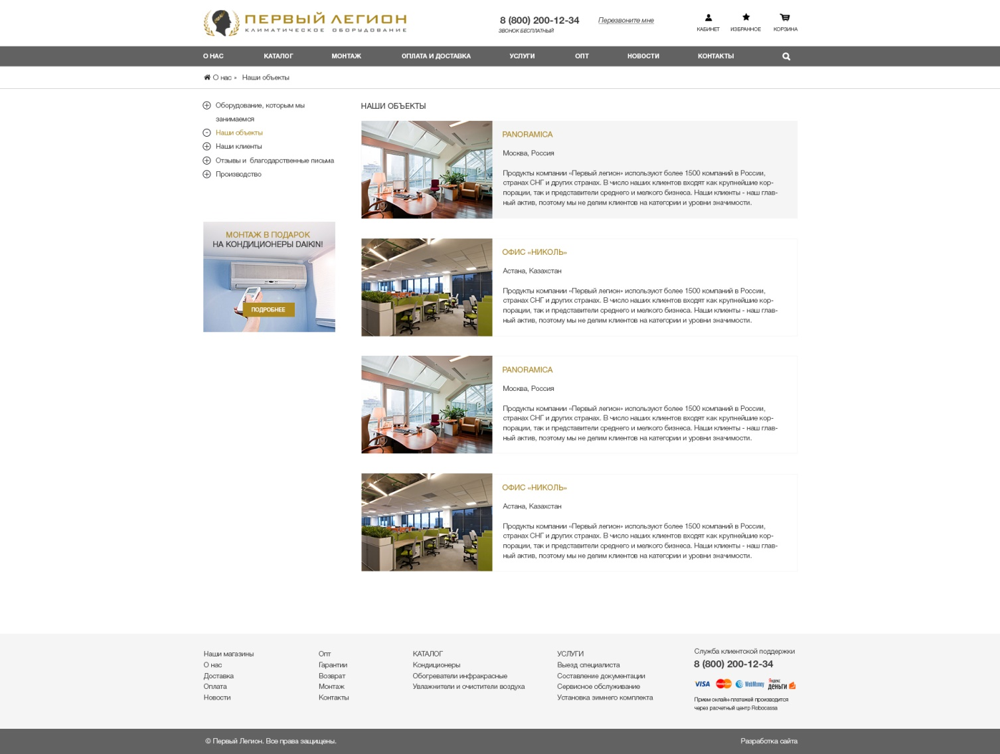 ПЕРВЫЙ ЛЕГИОН
КЛИМАТИЧЕСКОЕ ОБОРУДОВАНИЕ
8 (800) 200-12-34
ЗВОНОК БЕСПЛАТНЫЙ
Перезвоните мне
КАБИНЕТ ИЗБРАННОЕ КОРЗИНА
О НАС КАТАЛОГ МОНТАЖ ОПЛАТА И ДОСТАВКА УСЛУГИ ОПТ НОВОСТИ КОНТАКТЫ
О нас » Наши объекты
Оборудование, которым мы
занимаемся
Наши объекты
Наши клиенты
Отзывы и благодарственные письма
Производство
МОНТАЖ В ПОДАРОК
НА КОНДИЦИОНЕРЫ DAIKIN!
ПОДРОБНЕЕ
НАШИ ОБЪЕКТЫ
PANORAMICA
Москва, Россия
Продукты компании «Первый легион» используют более 1500 компаний в России,
странах СНГ и других странах. В число наших клиентов входят как крупнейшие кор-
порации, так и представители среднего и мелкого бизнеса. Наши клиенты - наш глав-
ный актив, поэтому мы не делим клиентов на категории и уровни значимости.
ОФИС «НИКОЛЬ»
Астана, Казахстан
Продукты компании «Первый легион» используют более 1500 компаний в России,
странах СНГ и других странах. В число наших клиентов входят как крупнейшие кор-
порации, так и представители среднего и мелкого бизнеса. Наши клиенты - наш глав-
ный актив, поэтому мы не делим клиентов на категории и уровни значимости.
PANORAMICA
Москва, Россия
Продукты компании «Первый легион» используют более 1500 компаний в России,
странах СНГ и других странах. В число наших клиентов входят как крупнейшие кор-
порации, так и представители среднего и мелкого бизнеса. Наши клиенты - наш глав-
ный актив, поэтому мы не делим клиентов на категории и уровни значимости.
ОФИС «НИКОЛЬ»
Астана, Казахстан
Продукты компании «Первый легион» используют более 1500 компаний в России,
странах СНГ и других странах. В число наших клиентов входят как крупнейшие кор-
порации, так и представители среднего и мелкого бизнеса. Наши клиенты - наш глав-
ный актив, поэтому мы не делим клиентов на категории и уровни значимости.
Наши магазины
О нас
Доставка
Оплата
Новости
Опт
Гарантии
Возврат
Монтаж
Контакты
КАТАЛОГ
Кондиционеры
Обогреватели инфракрасные
Увлажнители и очистители воздуха
УСЛУГИ
Выезд специалиста
Составление документации
Сервисное обслуживание
Установка зимнего комплекта
Служба клиентской поддержки
8 (800) 200-12-34
VISA MasterCard WebMoney Яндекс деньги
Прием онлайн-платежей производится
через расчетный центр Robocassa
© Первый Легион. Все права защищены.
Разработка сайта